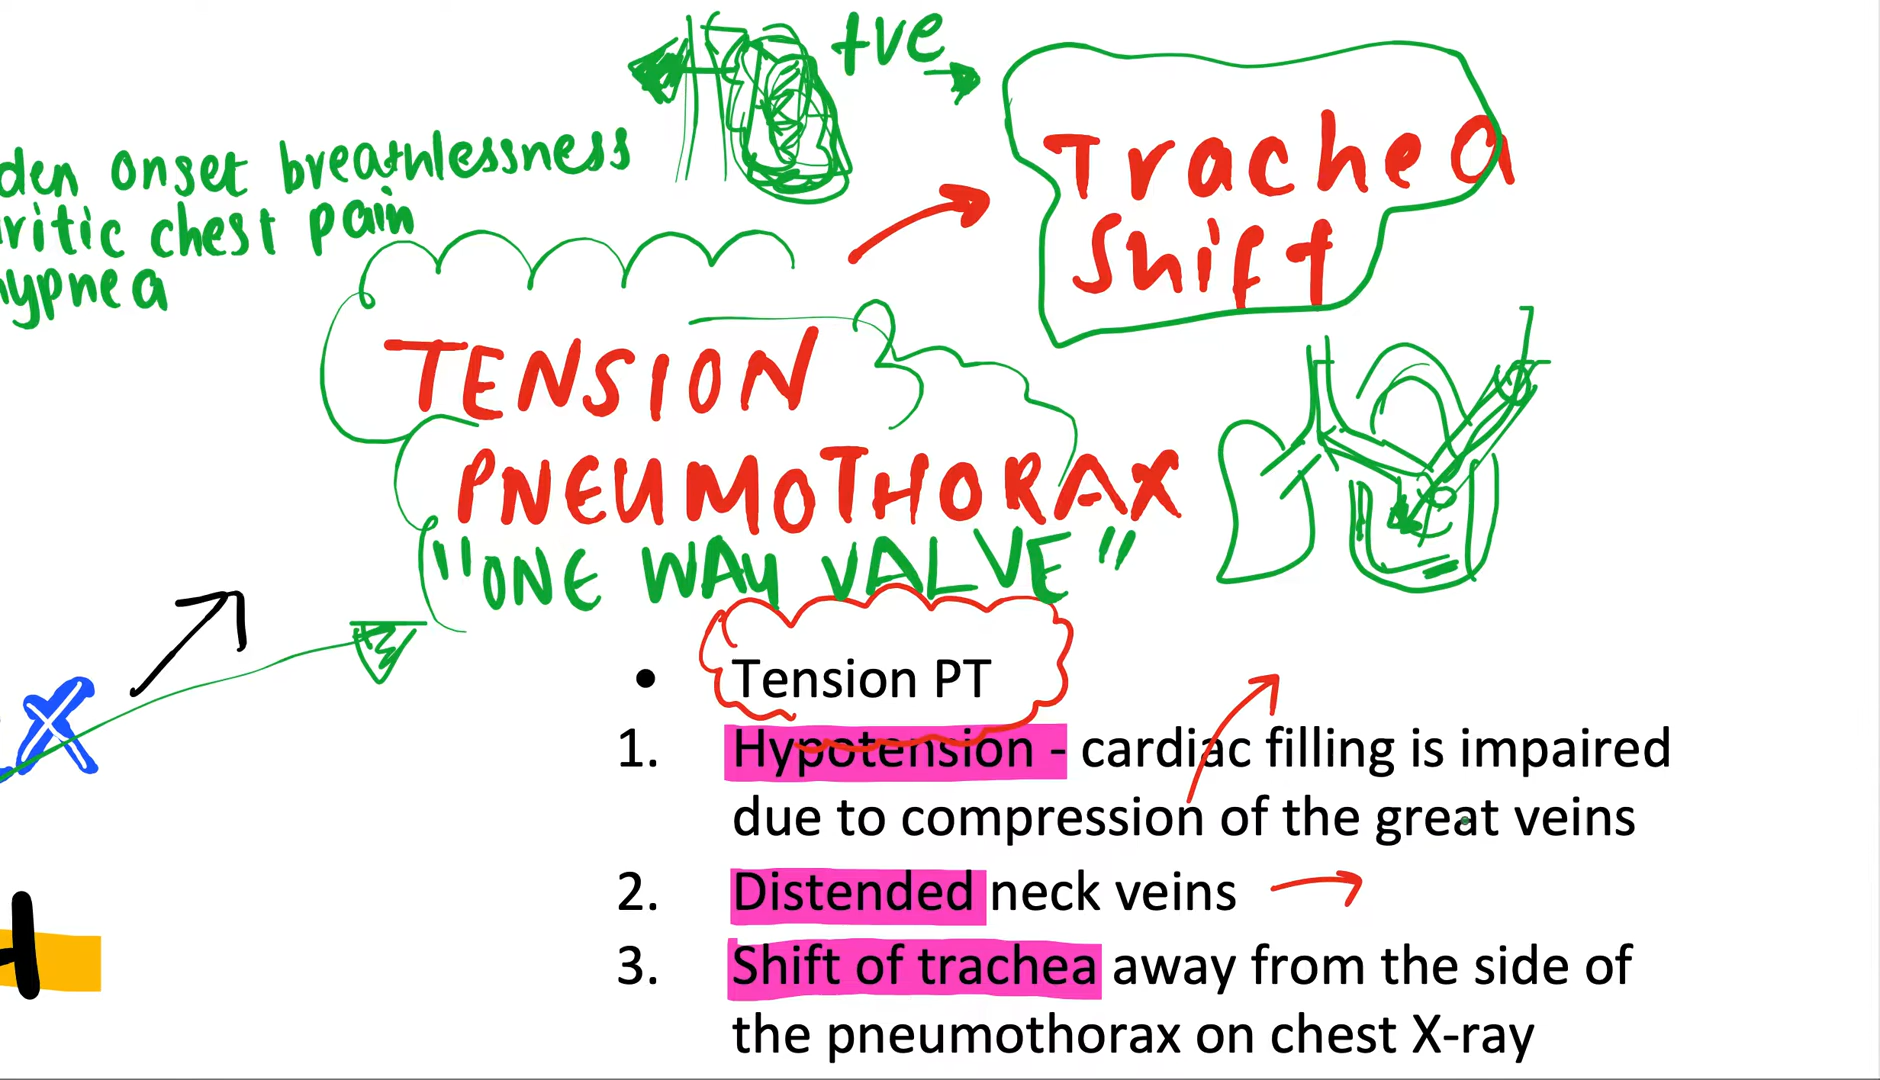 +ve
Trachea
Shift
den onset breathlessness
ritic chest pain
hypnea
TENSION
PNEUMOTHORAX
"ONE WAY VALVE"
• Tension PT
1. Hypotension - cardiac filling is impaired
due to compression of the great veins
2. Distended neck veins
3. Shift of trachea away from the side of
the pneumothorax on chest X-ray